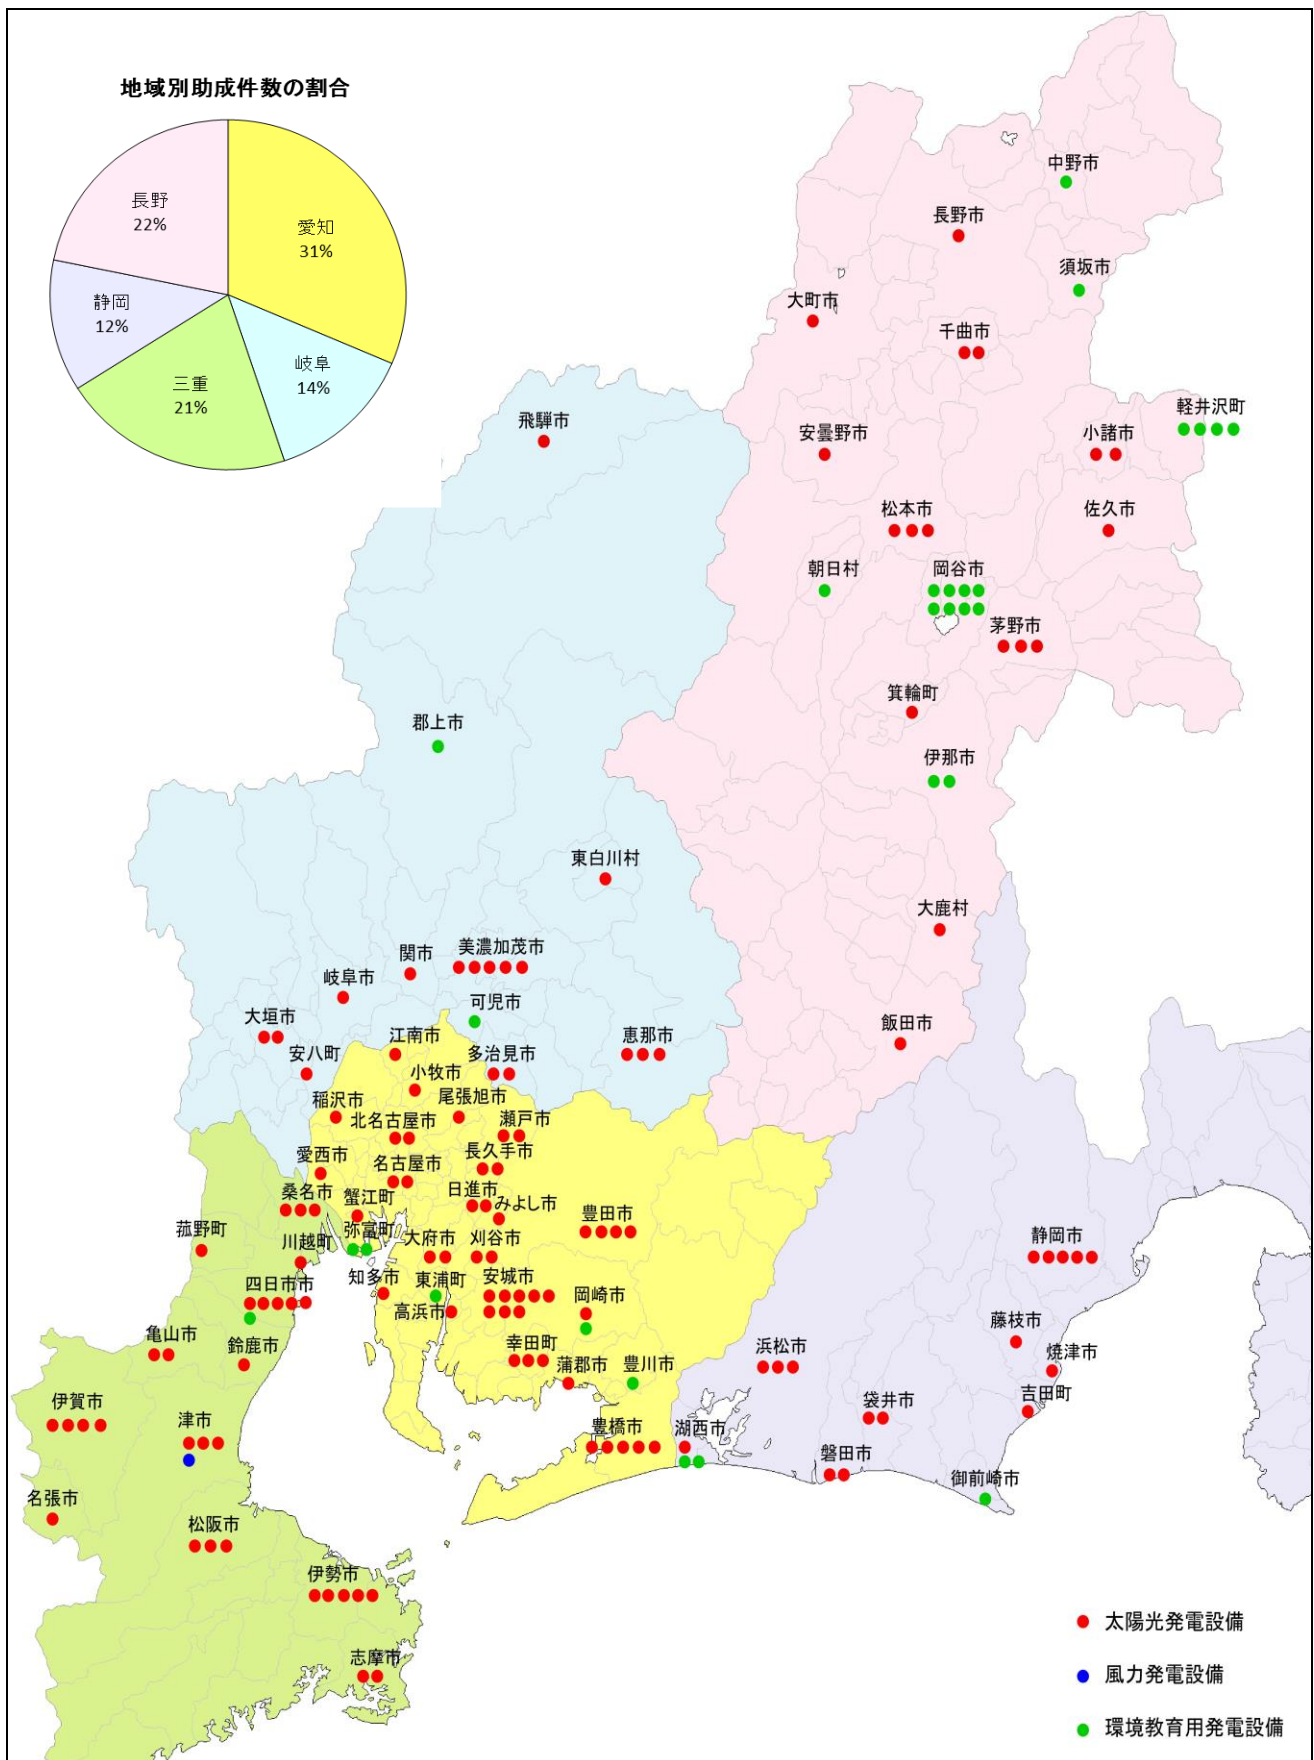 地域別助成件数の割合
長野
22%
愛知
31%
静岡
12%
岐阜
14%
三重
21%
中野市
長野市
須坂市
大町市
千曲市
軽井沢町
飛騨市
安曇野市
小諸市
松本市
佐久市
朝日村
岡谷市
茅野市
箕輪町
郡上市
伊那市
東白川村
大鹿村
関市
美濃加茂市
岐阜市
可児市
大垣市
飯田市
江南市
恵那市
安八町
多治見市
小牧市
稲沢市
尾張旭市
北名古屋市
瀬戸市
愛西市
名古屋市
長久手市
桑名市
蟹江町
日進市
みよし市
豊田市
菰野町
川越町
弥富町
大府市
刈谷市
静岡市
四日市市
知多市
東浦町
安城市
岡崎市
高浜市
藤枝市
亀山市
鈴鹿市
幸田町
蒲郡市
豊川市
浜松市
焼津市
伊賀市
吉田町
津市
豊橋市
湖西市
袋井市
磐田市
御前崎市
名張市
松阪市
伊勢市
志摩市
太陽光発電設備
風力発電設備
環境教育用発電設備